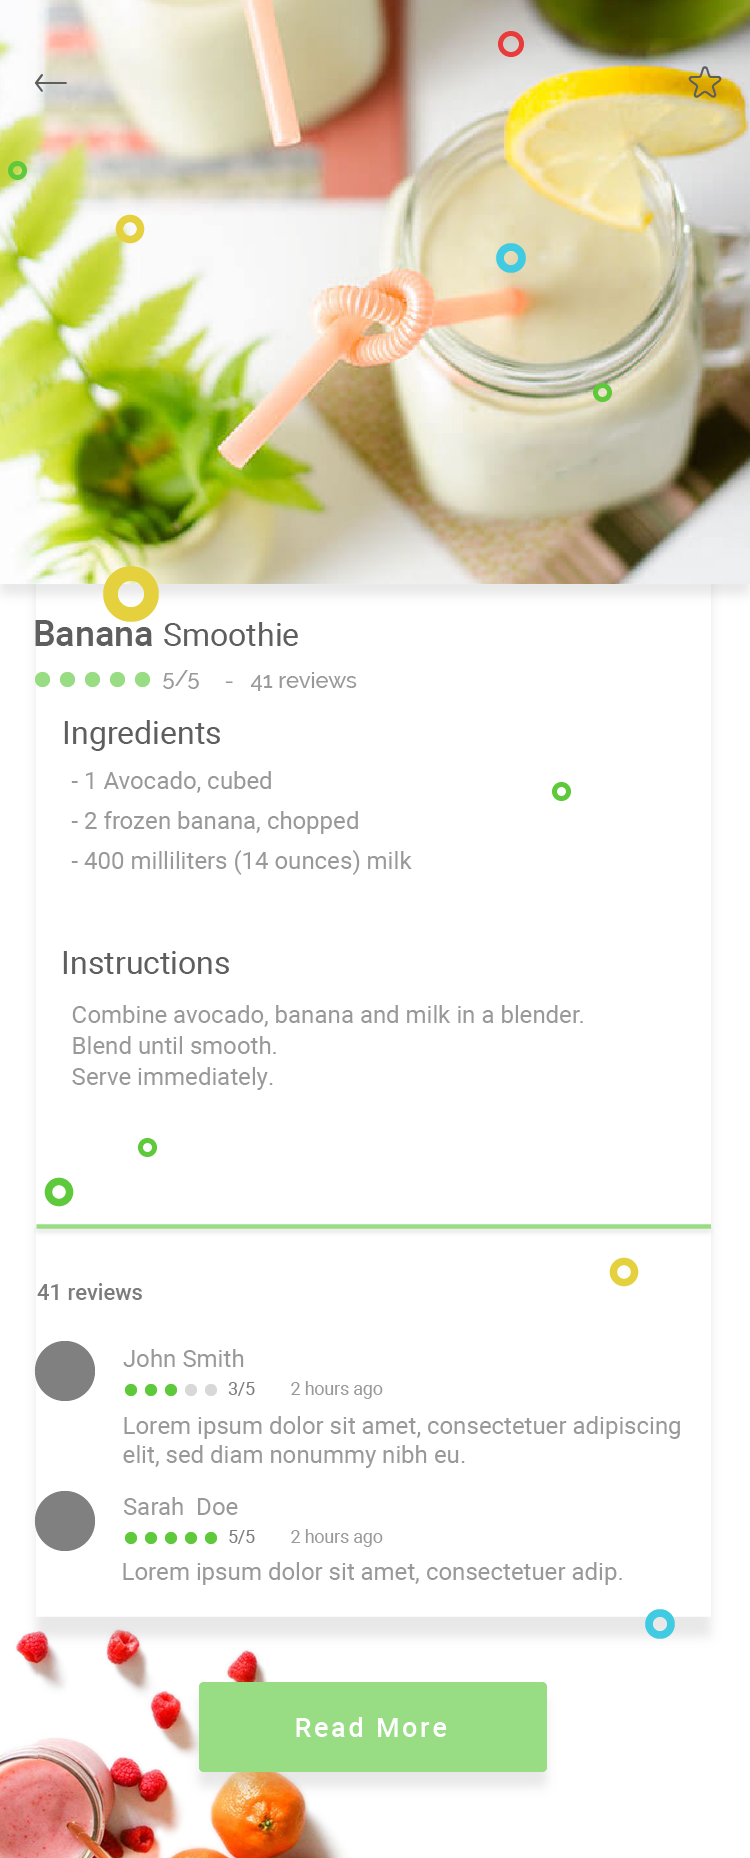 Banana Smoothie
5/5 - 41 reviews
Ingredients
- 1 Avocado, cubed
- 2 frozen banana, chopped
- 400 milliliters (14 ounces) milk
Instructions
Combine avocado, banana and milk in a blender.
Blend until smooth.
Serve immediately.
41 reviews
John Smith
3/5 2 hours ago
Lorem ipsum dolor sit amet, consectetuer adipiscing
elit, sed diam nonummy nibh eu.
Sarah Doe
5/5 2 hours ago
Lorem ipsum dolor sit amet, consectetuer adip.
Read More